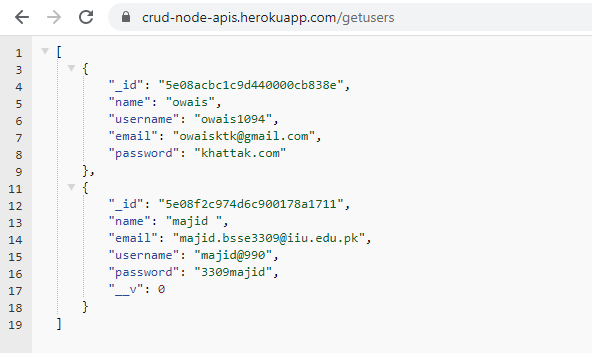 crud-node-apis.herokuapp.com/getusers
1 [
3 {
4 "_id": "5e08acbc1c9d440000cb838e",
5 "name": "owais",
6 "username": "owais1094",
7 "email": "owaisktk@gmail.com",
8 "password": "khattak.com"
9 },
11 {
12 "_id": "5e08f2c974d6c900178a1711",
13 "name": "majid ",
14 "email": "majid.bsse3309@iiu.edu.pk",
15 "username": "majid@990",
16 "password": "3309majid",
17 "__v": 0
18 }
19 ]